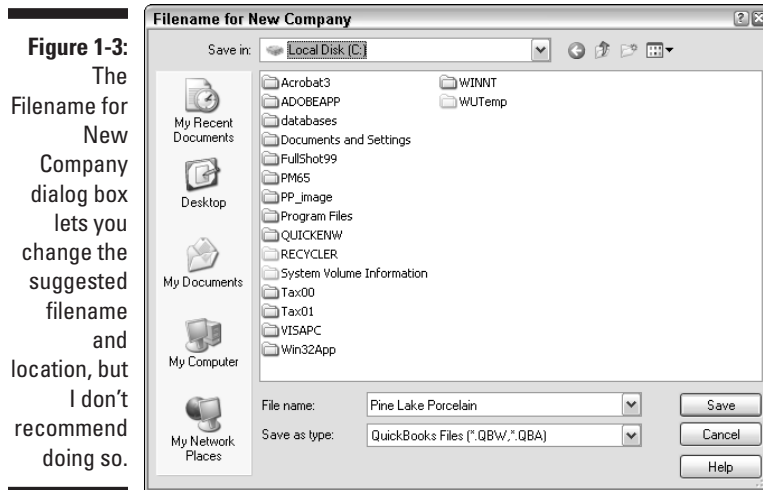 Figure 1-3:
The
Filename for
New
Company
dialog box
lets you
change the
suggested
filename
and
location, but
I don't
recommend
doing so.
Filename for New Company
Save in:
Local Disk (C:)
My Recent
Documents
Desktop
My Documents
My Computer
My Network
Places
Acrobat3
ADOBEAPP
databases
Documents and Settings
FullShot99
PM65
PP_image
Program Files
QUICKENW
RECYCLER
System Volume Information
Tax00
Tax01
VISAPC
Win32App
WINNT
WUTemp
File name:
Pine Lake Porcelain
Save
Save as type:
QuickBooks Files (*.QBW,*.QBA)
Cancel
Help